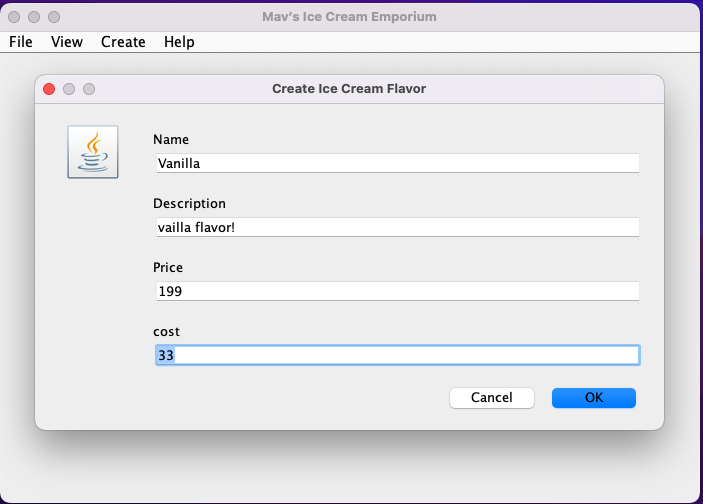 Mav's Ice Cream Emporium
File View Create Help
Create Ice Cream Flavor
Name
Vanilla
Description
vailla flavor!
Price
199
cost
33
Cancel OK